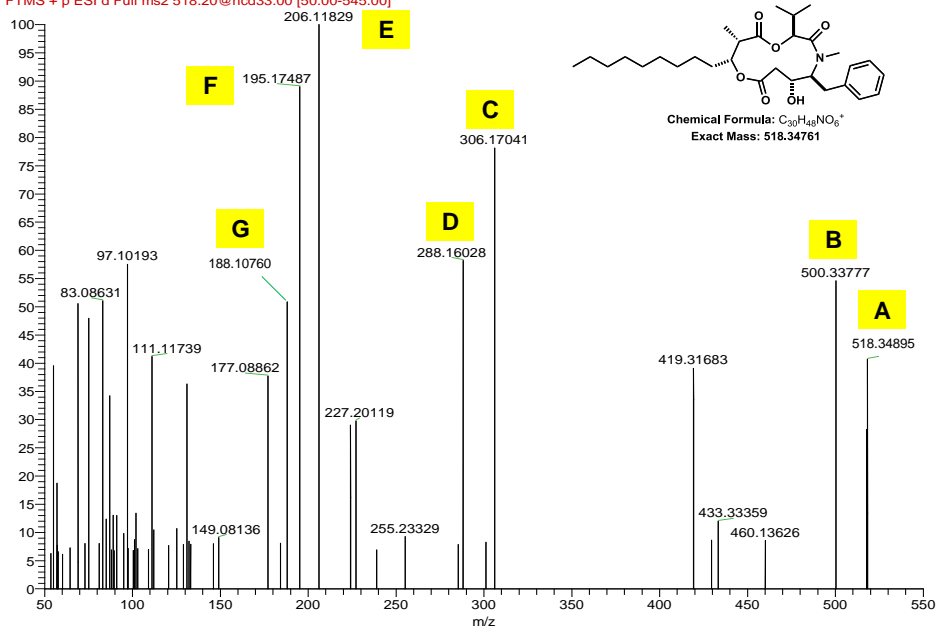 FTMS + p ESI d Full ms2 518.20@hcd33.00 [50.00-545.00]
206.11829
E
F
195.17487
C
306.17041
O
O
O
N
O
O
OH
Chemical Formula: C30H48NO6+
Exact Mass: 518.34761
G
188.10760
D
288.16028
B
500.33777
A
518.34895
97.10193
83.08631
111.11739
177.08862
419.31683
227.20119
149.08136
255.23329
433.33359
460.13626
100
95
90
85
80
75
70
65
60
55
50
45
40
35
30
25
20
15
10
5
0
50 100 150 200 250 300 350 400 450 500 550
m/z